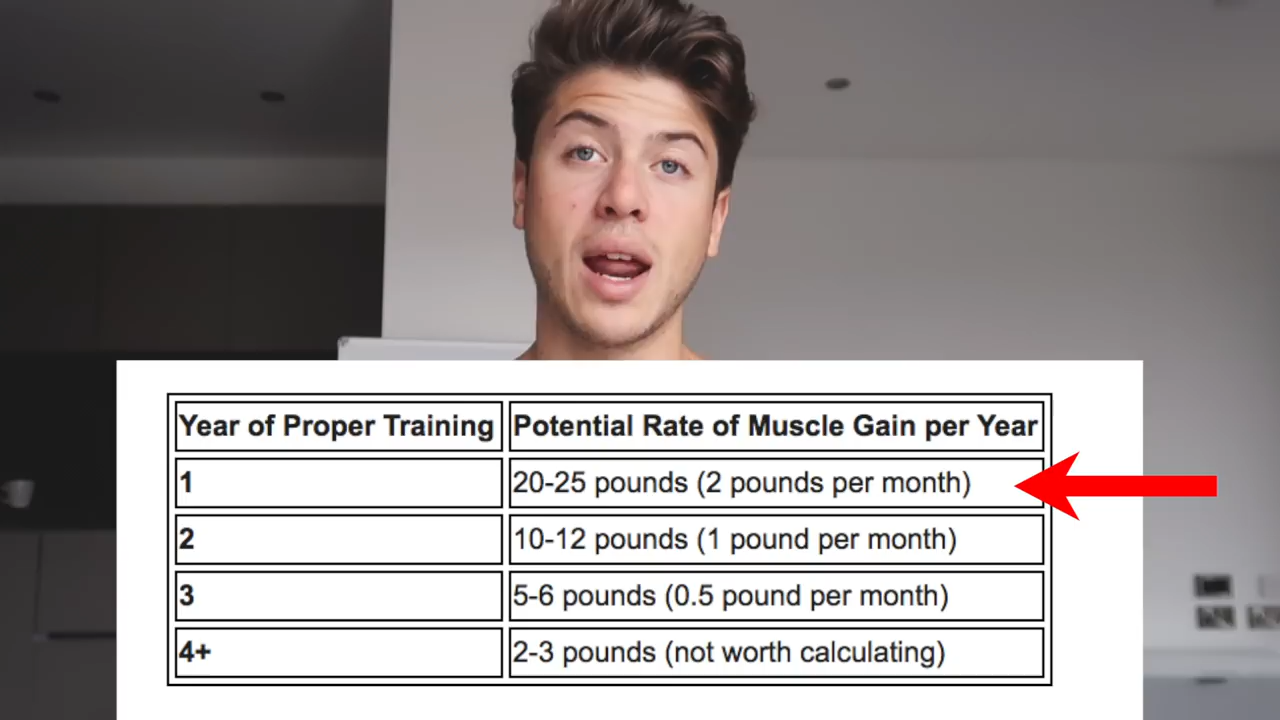 Year of Proper Training Potential Rate of Muscle Gain per Year
1 20-25 pounds (2 pounds per month)
2 10-12 pounds (1 pound per month)
3 5-6 pounds (0.5 pound per month)
4+ 2-3 pounds (not worth calculating)